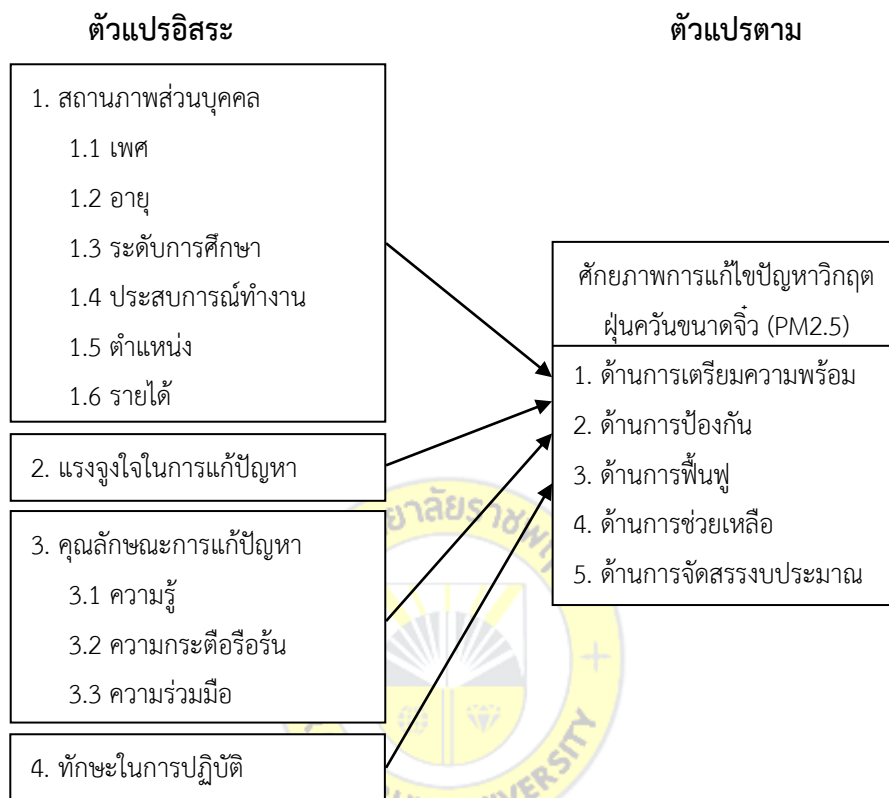 ตัวแปรอิสระ
ตัวแปรตาม
1. สถานภาพส่วนบุคคล
1.1 เพศ
1.2 อายุ
1.3 ระดับการศึกษา
1.4 ประสบการณ์ทำงาน
1.5 ตำแหน่ง
1.6 รายได้
2. แรงจูงใจในการแก้ปัญหา
3. คุณลักษณะการแก้ปัญหา
3.1 ความรู้
3.2 ความกระตือรือร้น
3.3 ความร่วมมือ
4. ทักษะในการปฏิบัติ
ศักยภาพการแก้ไขปัญหาวิกฤต
ฝุ่นควันขนาดจิ๋ว (PM2.5)
1. ด้านการเตรียมความพร้อม
2. ด้านการป้องกัน
3. ด้านการฟื้นฟู
4. ด้านการช่วยเหลือ
5. ด้านการจัดสรรงบประมาณ